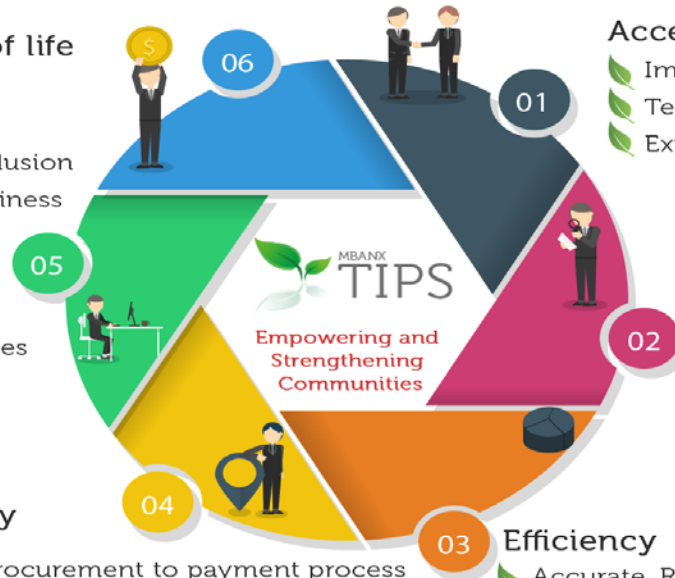 of life
06
Acce
Im
Te
Ex
01
lusion
iness
05
MBANX
TIPS
Empowering and
Strengthening
Communities
02
es
04
y
rocurement to payment process
03
Efficiency
Accurate, R